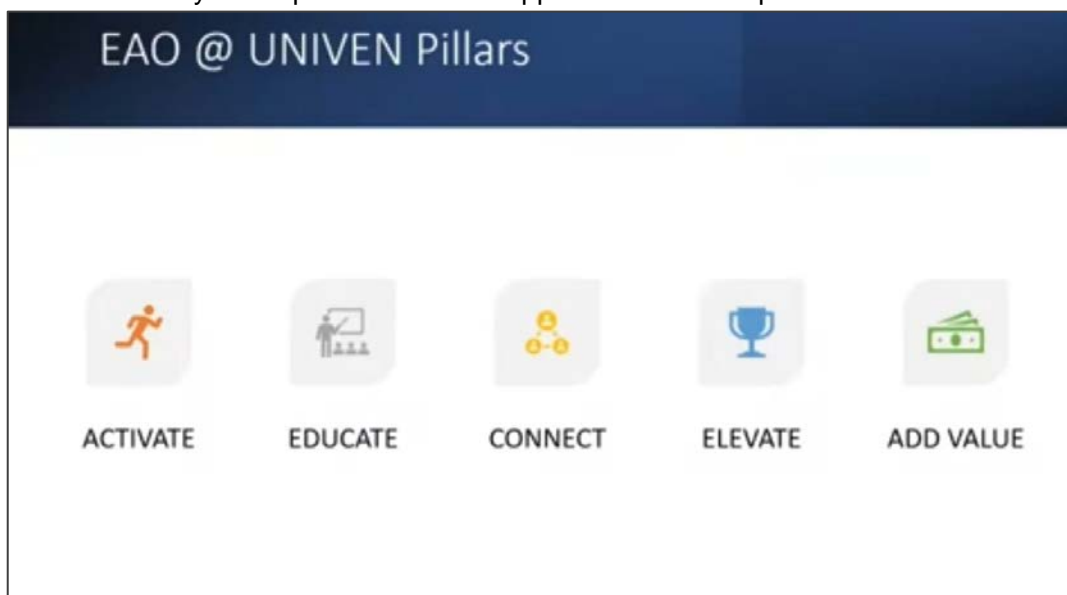 EAO @ UNIVEN Pillars
ACTIVATE
EDUCATE
CONNECT
ELEVATE
ADD VALUE